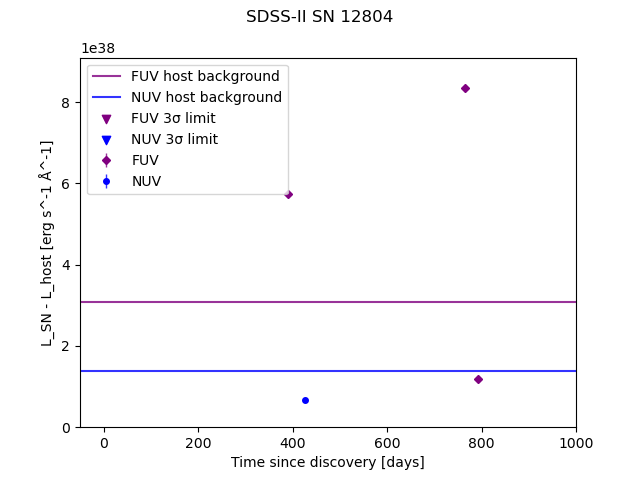 SDSS-II SN 12804
1e38
FUV host background
NUV host background
FUV 3σ limit
NUV 3σ limit
FUV
NUV
8
6
4
2
0
L_SN - L_host [erg s^-1 Å^-1]
0 200 400 600 800 1000
Time since discovery [days]